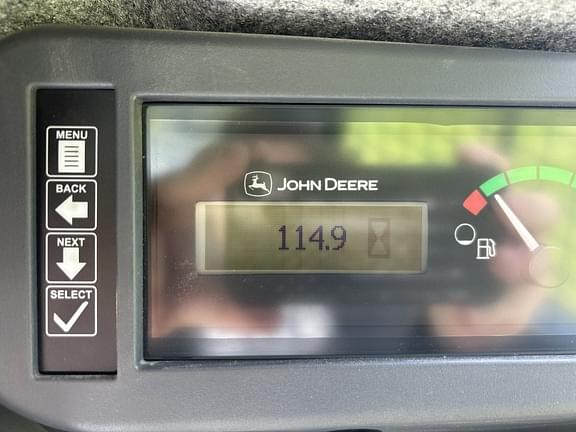 MENU
BACK
NEXT
SELECT
JOHN DEERE
114.9